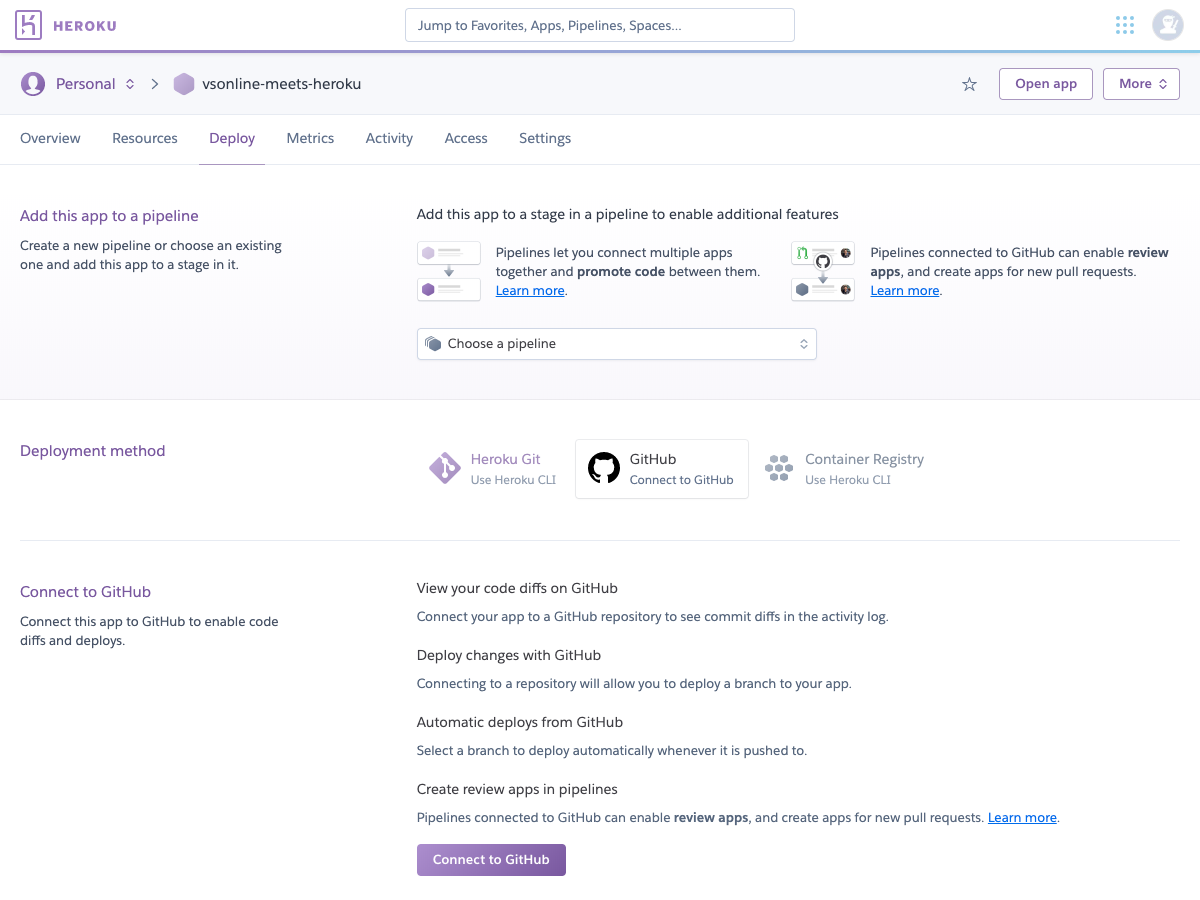 HEROKU
Jump to Favorites, Apps, Pipelines, Spaces...
Personal
vsonline-meets-heroku
Open app
More
Overview
Resources
Deploy
Metrics
Activity
Access
Settings
Add this app to a pipeline
Create a new pipeline or choose an existing
one and add this app to a stage in it.
Add this app to a stage in a pipeline to enable additional features
Pipelines let you connect multiple apps
together and promote code between them.
Learn more.
Pipelines connected to GitHub can enable review
apps, and create apps for new pull requests.
Learn more.
Choose a pipeline
Deployment method
Heroku Git
Use Heroku CLI
GitHub
Connect to GitHub
Container Registry
Use Heroku CLI
Connect to GitHub
Connect this app to GitHub to enable code
diffs and deploys.
View your code diffs on GitHub
Connect your app to a GitHub repository to see commit diffs in the activity log.
Deploy changes with GitHub
Connecting to a repository will allow you to deploy a branch to your app.
Automatic deploys from GitHub
Select a branch to deploy automatically whenever it is pushed to.
Create review apps in pipelines
Pipelines connected to GitHub can enable review apps, and create apps for new pull requests. Learn more.
Connect to GitHub